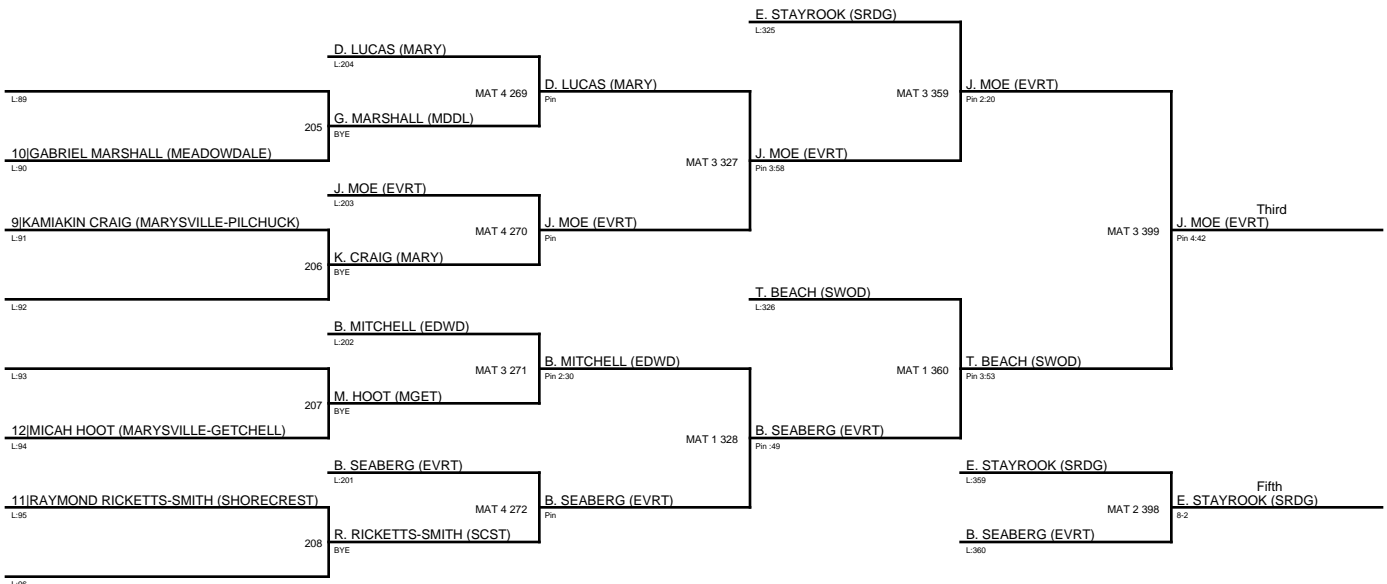 E. STAYROOK (SRDG)
L:325
D. LUCAS (MARY)
L:204
L:89
MAT 4 269
D. LUCAS (MARY)
Pin
MAT 3 359
J. MOE (EVRT)
Pin 2:20
205
G. MARSHALL (MDDL)
BYE
10|GABRIEL MARSHALL (MEADOWDALE)
L:90
MAT 3 327
J. MOE (EVRT)
Pin 3:58
J. MOE (EVRT)
L:203
9|KAMIAKIN CRAIG (MARYSVILLE-PILCHUCK)
L:91
MAT 4 270
J. MOE (EVRT)
Pin
MAT 3 399
Third
J. MOE (EVRT)
Pin 4:42
206
K. CRAIG (MARY)
BYE
L:92
T. BEACH (SWOD)
L:326
B. MITCHELL (EDWD)
L:202
L:93
MAT 3 271
B. MITCHELL (EDWD)
Pin 2:30
MAT 1 360
T. BEACH (SWOD)
Pin 3:53
207
M. HOOT (MGET)
BYE
12|MICAH HOOT (MARYSVILLE-GETCHELL)
L:94
MAT 1 328
B. SEABERG (EVRT)
Pin :49
B. SEABERG (EVRT)
L:201
E. STAYROOK (SRDG)
L:359
11|RAYMOND RICKETTS-SMITH (SHORECREST)
L:95
MAT 4 272
B. SEABERG (EVRT)
Pin
MAT 2 398
Fifth
E. STAYROOK (SRDG)
8-2
208
R. RICKETTS-SMITH (SCST)
BYE
B. SEABERG (EVRT)
L:360